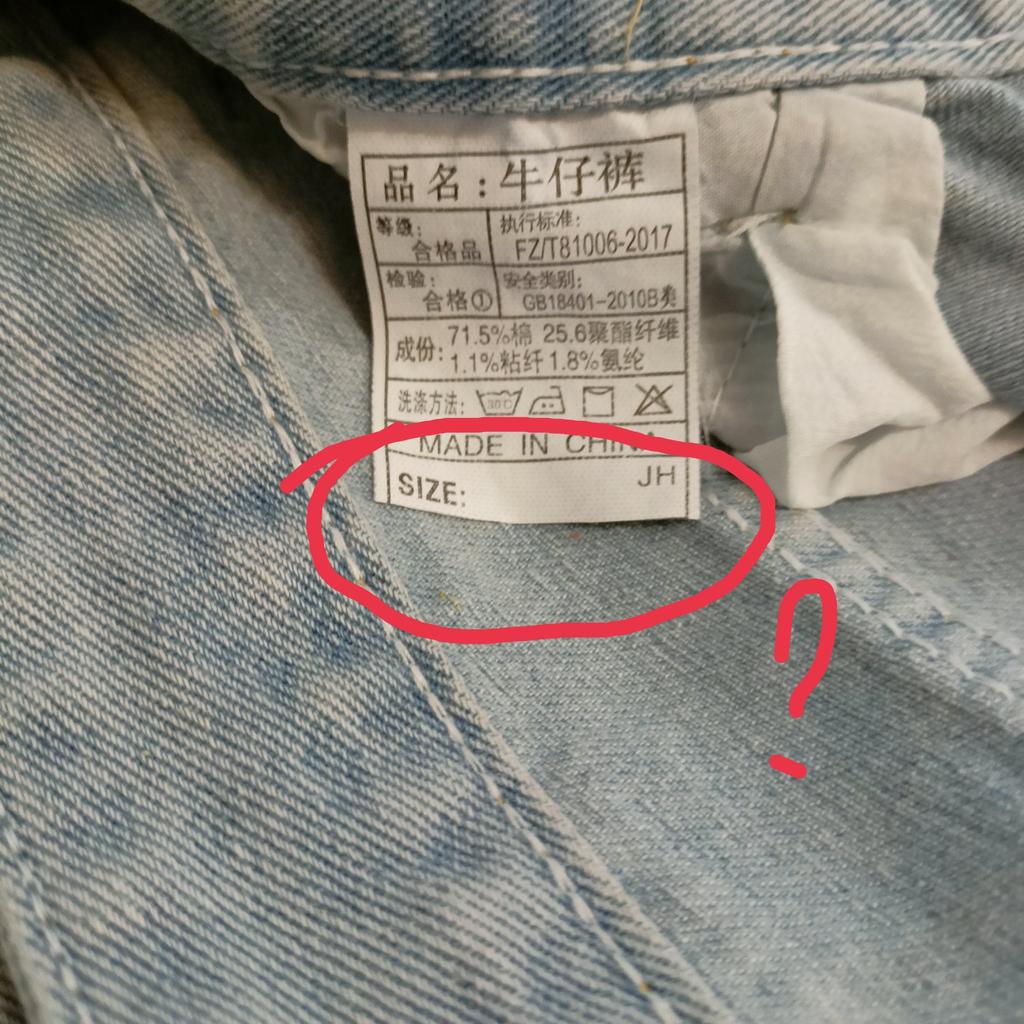 品名：牛仔裤
等级： 执行标准：
合格品 FZ/T81006-2017
检验： 安全类别：
合格① GB18401-2010B类
成份：71.5%棉 25.6聚酯纤维
1.1%粘纤 1.8%氨纶
洗涤方法： 30℃
MADE IN CHINA
SIZE: JH
?